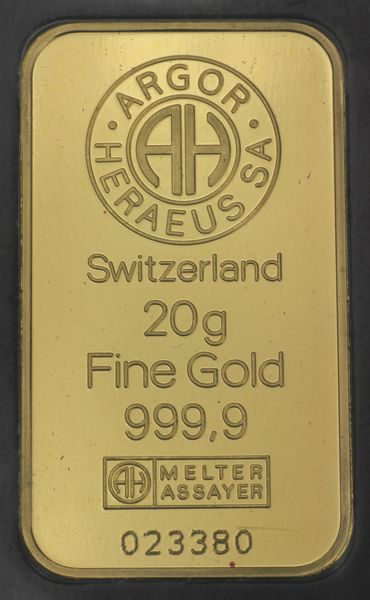 ARGOR
HERAEUS SA
AH
Switzerland
20g
Fine Gold
999,9
AH MELTER
ASSAYER
023380